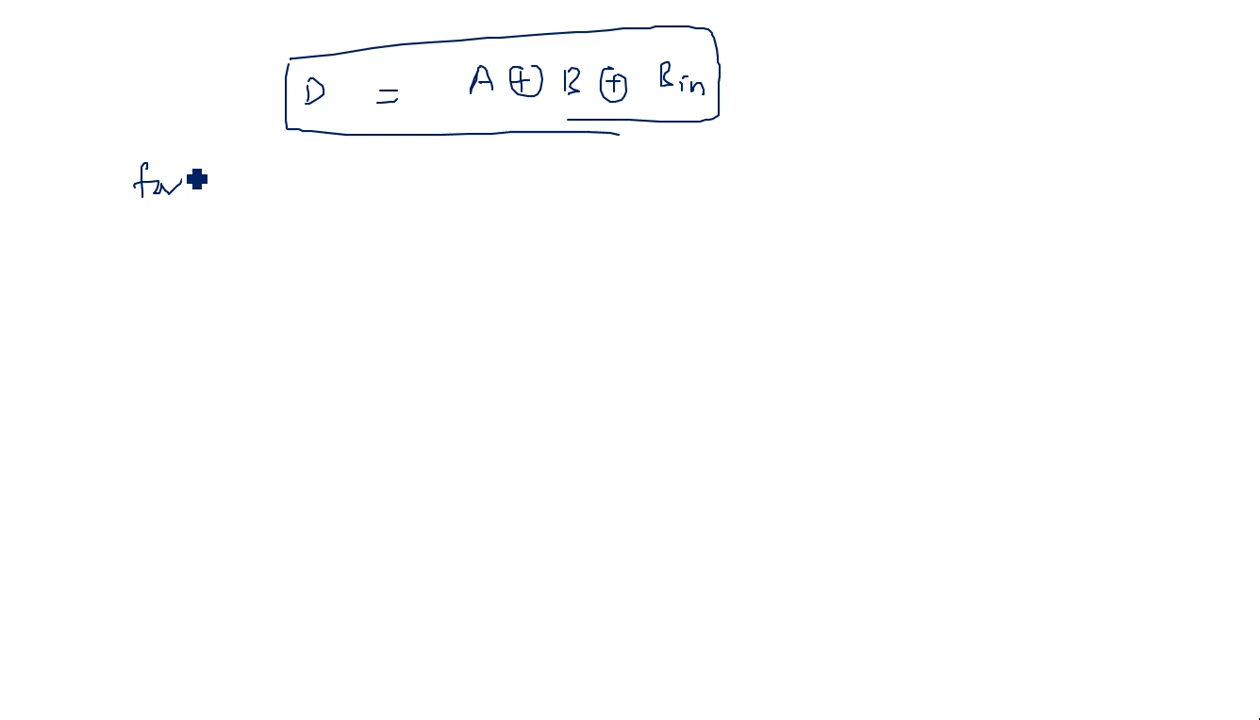 D = A ⊕ B ⊕ Bin
for